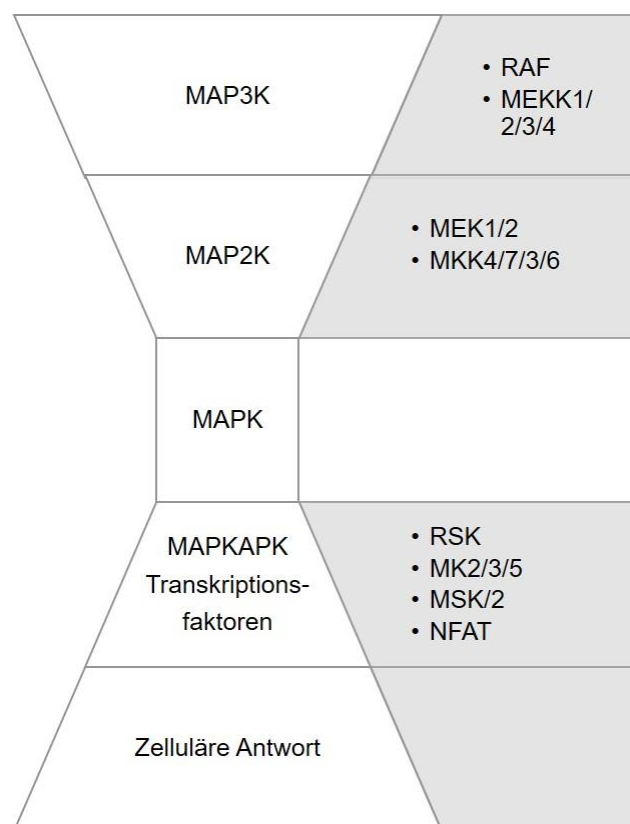 MAP3K
• RAF
• MEKK1/
2/3/4
MAP2K
• MEK1/2
• MKK4/7/3/6
MAPK
MAPKAPK
Transkriptions-
faktoren
• RSK
• MK2/3/5
• MSK/2
• NFAT
Zelluläre Antwort